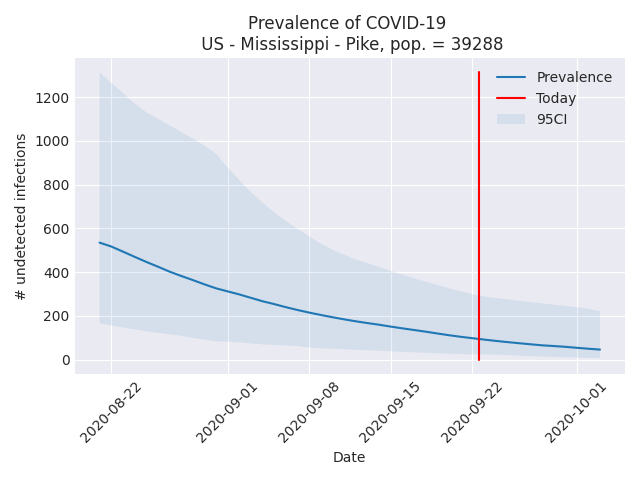 Prevalence of COVID-19
US - Mississippi - Pike, pop. = 39288
Prevalence
Today
95CI
# undetected infections
1200
1000
800
600
400
200
0
2020-08-22
2020-09-01
2020-09-08
2020-09-15
2020-09-22
2020-10-01
Date